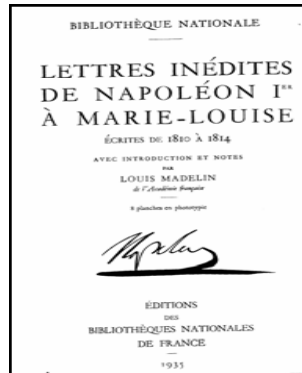 BIBLIOTHÈQUE NATIONALE
LETTRES INÉDITES
DE NAPOLÉON Iᴱᴿ
À MARIE-LOUISE
ÉCRITES DE 1810 À 1814
AVEC INTRODUCTION ET NOTES
PAR
LOUIS MADELIN
de l'Académie française
8 planches en phototypie
ÉDITIONS
DES
BIBLIOTHÈQUES NATIONALES
DE FRANCE
1935